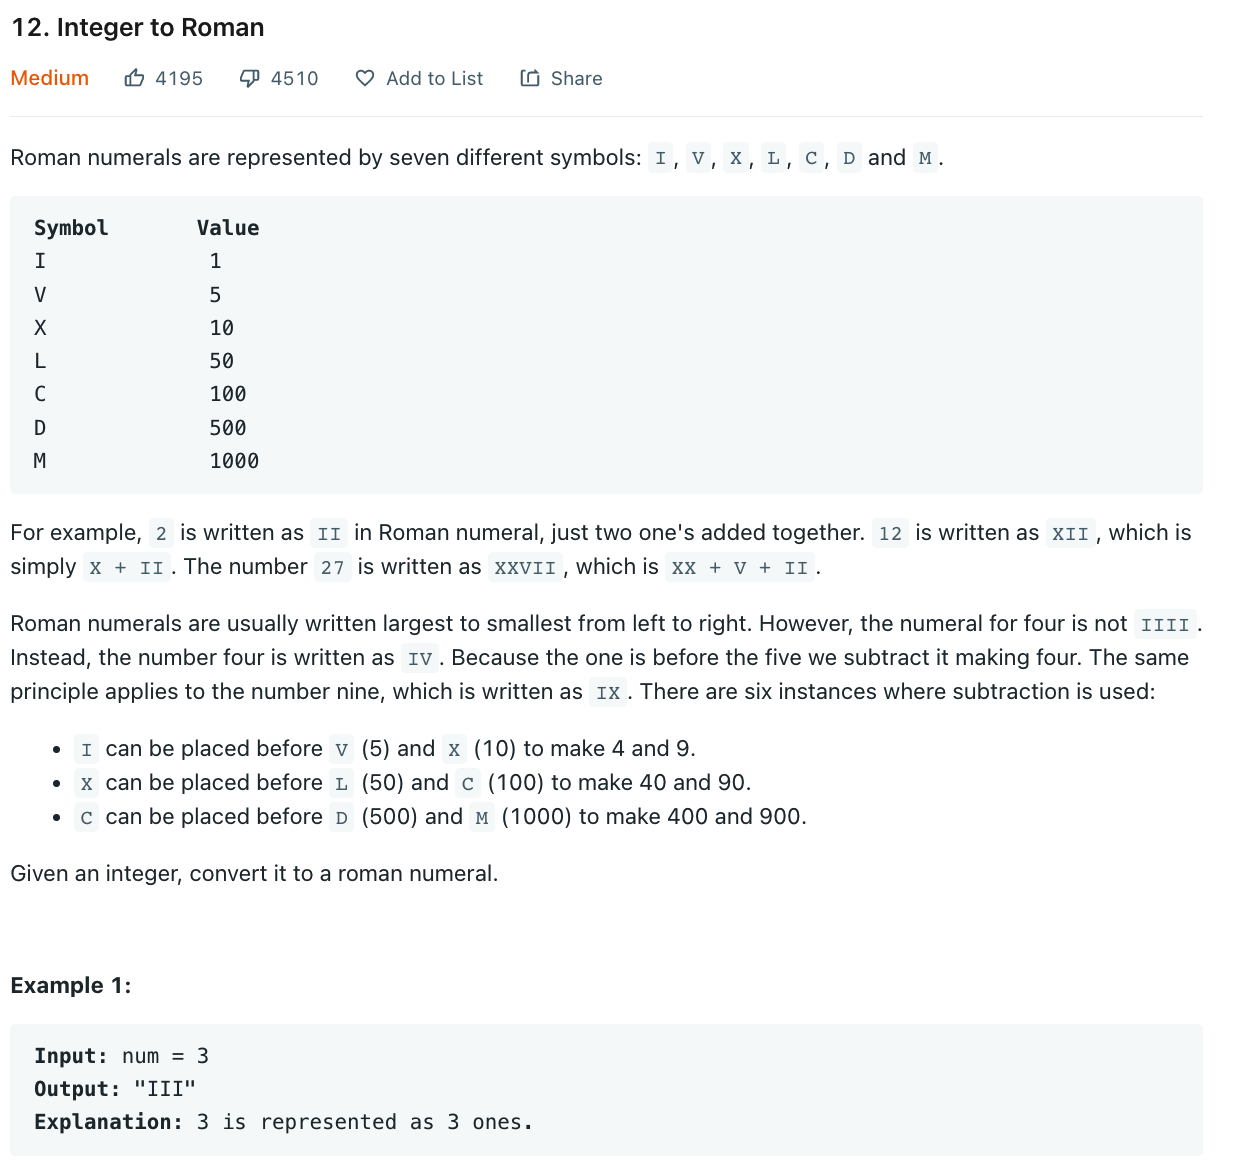 12. Integer to Roman
Medium 4195 4510 Add to List Share
Roman numerals are represented by seven different symbols: I, V, X, L, C, D and M.
Symbol Value
I 1
V 5
X 10
L 50
C 100
D 500
M 1000
For example, 2 is written as II in Roman numeral, just two one's added together. 12 is written as XII, which is
simply X + II. The number 27 is written as XXVII, which is XX + V + II.
Roman numerals are usually written largest to smallest from left to right. However, the numeral for four is not IIII.
Instead, the number four is written as IV. Because the one is before the five we subtract it making four. The same
principle applies to the number nine, which is written as IX. There are six instances where subtraction is used:
• I can be placed before V (5) and X (10) to make 4 and 9.
• X can be placed before L (50) and C (100) to make 40 and 90.
• C can be placed before D (500) and M (1000) to make 400 and 900.
Given an integer, convert it to a roman numeral.
Example 1:
Input: num = 3
Output: "III"
Explanation: 3 is represented as 3 ones.